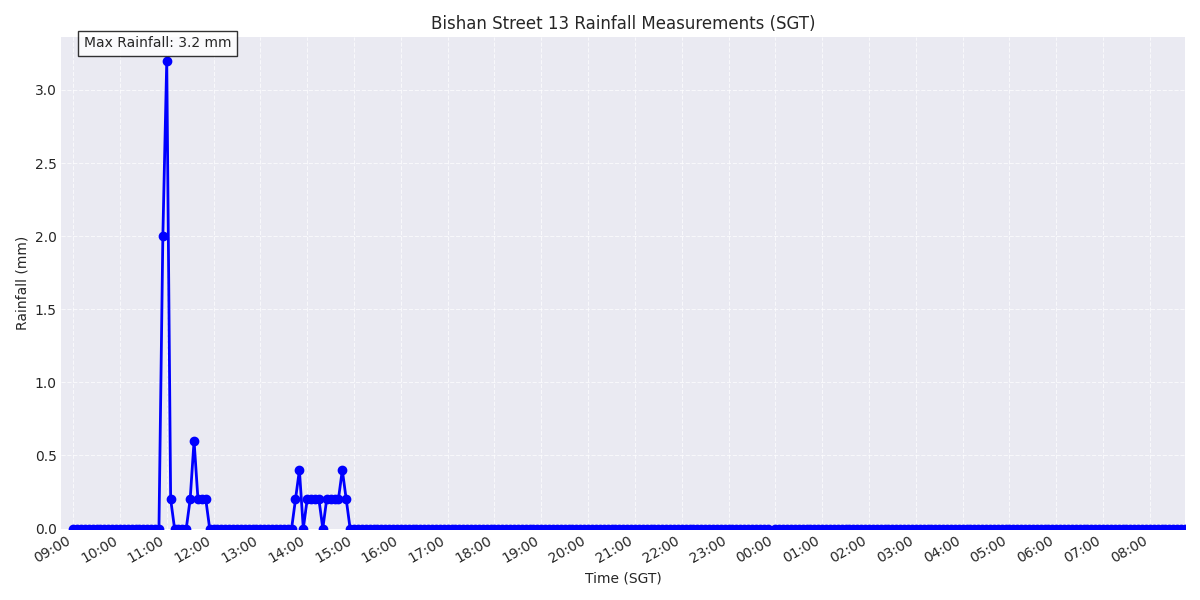 Bishan Street 13 Rainfall Measurements (SGT)
Max Rainfall: 3.2 mm
3.0
2.5
2.0
1.5
1.0
0.5
0.0
Rainfall (mm)
09:00 10:00 11:00 12:00 13:00 14:00 15:00 16:00 17:00 18:00 19:00 20:00 21:00 22:00 23:00 00:00 01:00 02:00 03:00 04:00 05:00 06:00 07:00 08:00
Time (SGT)